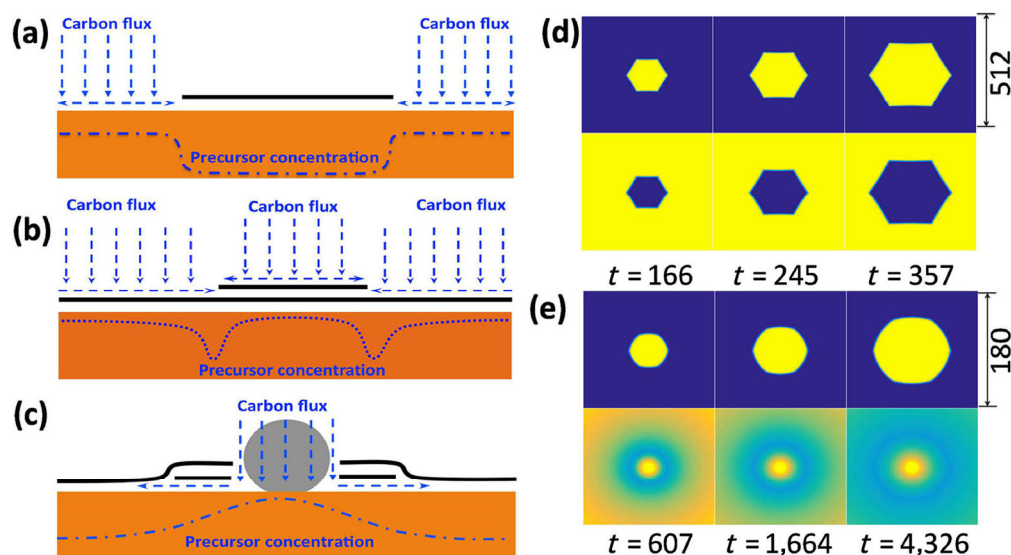 (a)
Carbon flux
Carbon flux
Precursor concentration
(b)
Carbon flux
Carbon flux
Carbon flux
Precursor concentration
(c)
Carbon flux
Precursor concentration
(d)
512
t = 166
t = 245
t = 357
(e)
180
t = 607
t = 1,664
t = 4,326